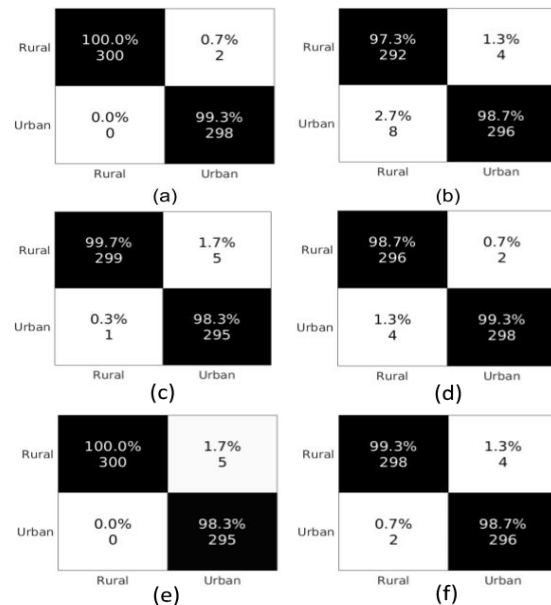 Rural 100.0% 0.7%
300 2
Urban 0.0% 99.3%
0 298
Rural Urban
(a)
Rural 97.3% 1.3%
292 4
Urban 2.7% 98.7%
8 296
Rural Urban
(b)
Rural 99.7% 1.7%
299 5
Urban 0.3% 98.3%
1 295
Rural Urban
(c)
Rural 98.7% 0.7%
296 2
Urban 1.3% 99.3%
4 298
Rural Urban
(d)
Rural 100.0% 1.7%
300 5
Urban 0.0% 98.3%
0 295
Rural Urban
(e)
Rural 99.3% 1.3%
298 4
Urban 0.7% 98.7%
2 296
Rural Urban
(f)